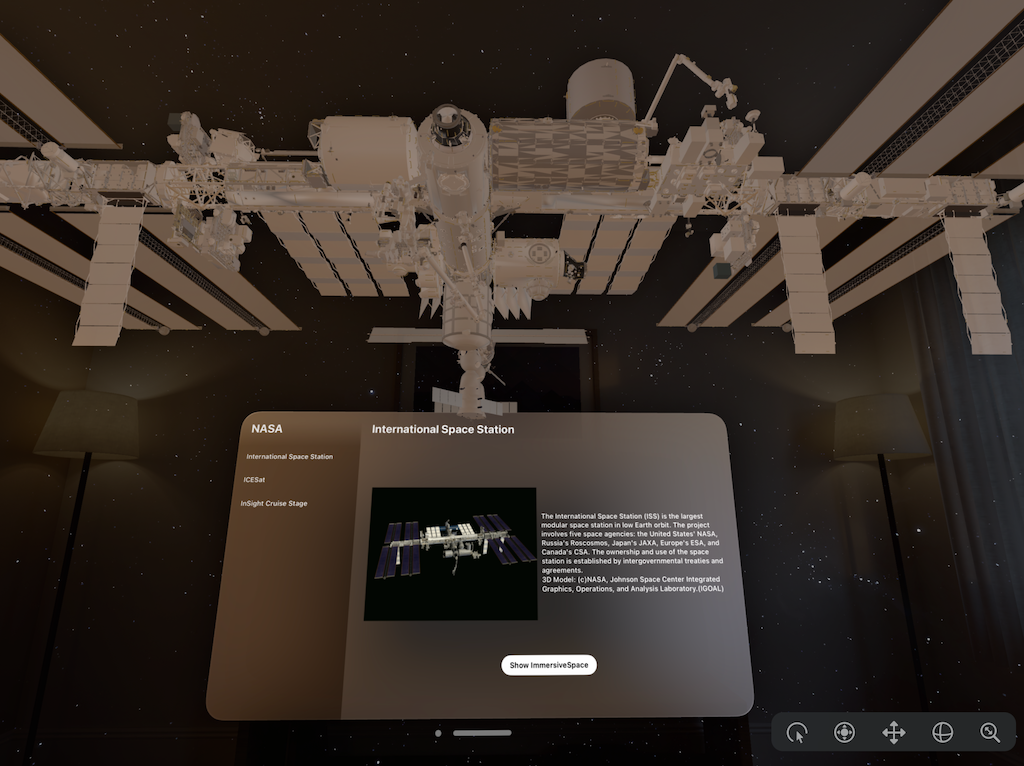 NASA
International Space Station
ICESat
InSight Cruise Stage
International Space Station
The International Space Station (ISS) is the largest
modular space station in low Earth orbit. The project
involves five space agencies: the United States' NASA,
Russia's Roscosmos, Japan's JAXA, Europe's ESA, and
Canada's CSA. The ownership and use of the space
station is established by intergovernmental treaties and
agreements.
3D Model: (c)NASA, Johnson Space Center Integrated
Graphics, Operations, and Analysis Laboratory.(IGOAL)
Show ImmersiveSpace